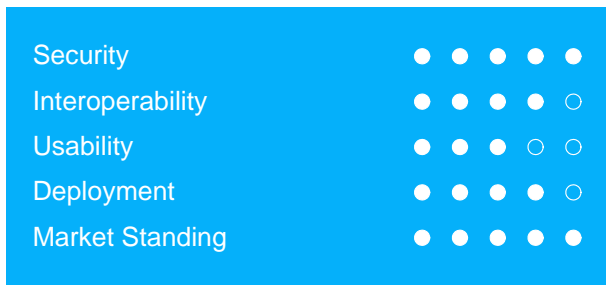 Security
Interoperability
Usability
Deployment
Market Standing